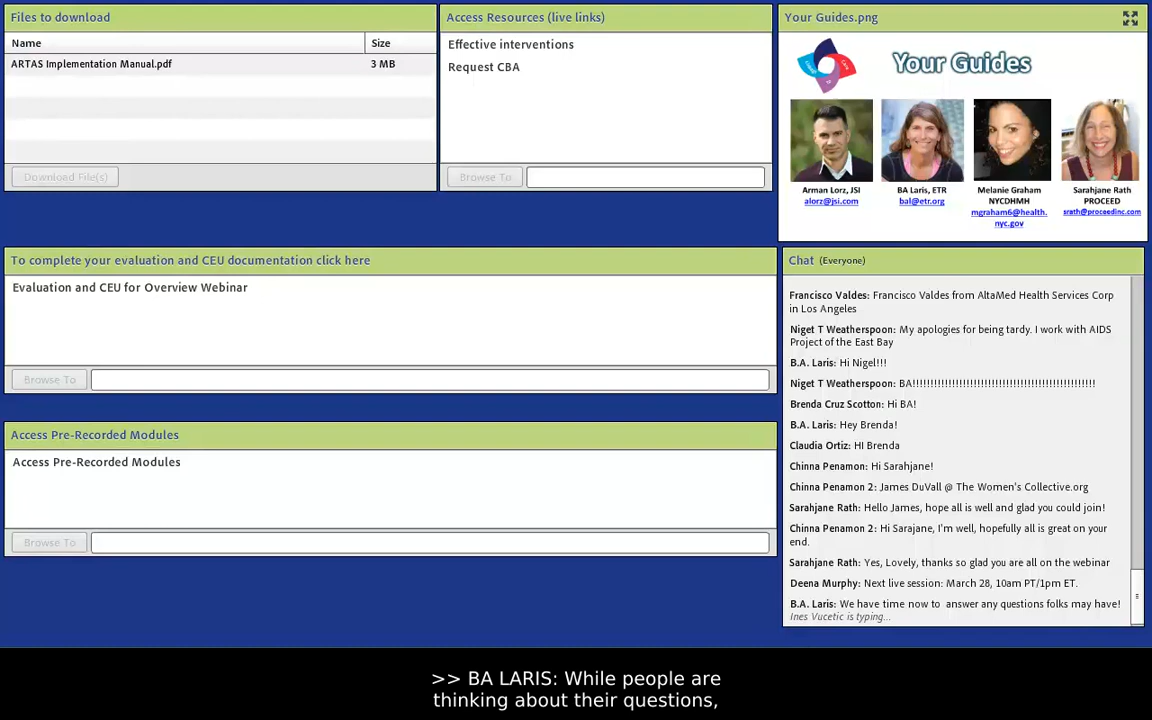 Files to download
Name Size
ARTAS Implementation Manual.pdf 3 MB
Download File(s)
Access Resources (live links)
Effective interventions
Request CBA
Browse To
Your Guides.png
Your Guides
Arman Lorz, JSI
alorz@jsi.com
BA Laris, ETR
bal@etr.org
Melanie Graham
NYCDHMH
mgraham6@health.
nyc.gov
Sarahjane Rath
PROCEED
srath@proceedinc.com
To complete your evaluation and CEU documentation click here
Evaluation and CEU for Overview Webinar
Browse To
Access Pre-Recorded Modules
Access Pre-Recorded Modules
Browse To
Chat (Everyone)
Francisco Valdes: Francisco Valdes from AltaMed Health Services Corp
in Los Angeles
Niget T Weatherspoon: My apologies for being tardy. I work with AIDS
Project of the East Bay
B.A. Laris: Hi Nigel!!!
Niget T Weatherspoon: BA!!!!!!!!!!!!!!!!!!!!!!!!!!!!!!!!!!!!!!!!!!!!!!!!!!!
Brenda Cruz Scotton: Hi BA!
B.A. Laris: Hey Brenda!
Claudia Ortiz: HI Brenda
Chinna Penamon: Hi Sarahjane!
Chinna Penamon 2: James DuVall @ The Women's Collective.org
Sarahjane Rath: Hello James, hope all is well and glad you could join!
Chinna Penamon 2: Hi Sarajane, I'm well, hopefully all is great on your
end.
Sarahjane Rath: Yes, Lovely, thanks so glad you are all on the webinar
Deena Murphy: Next live session: March 28, 10am PT/1pm ET.
B.A. Laris: We have time now to answer any questions folks may have!
Ines Vucetic is typing...
>> BA LARIS: While people are
thinking about their questions,